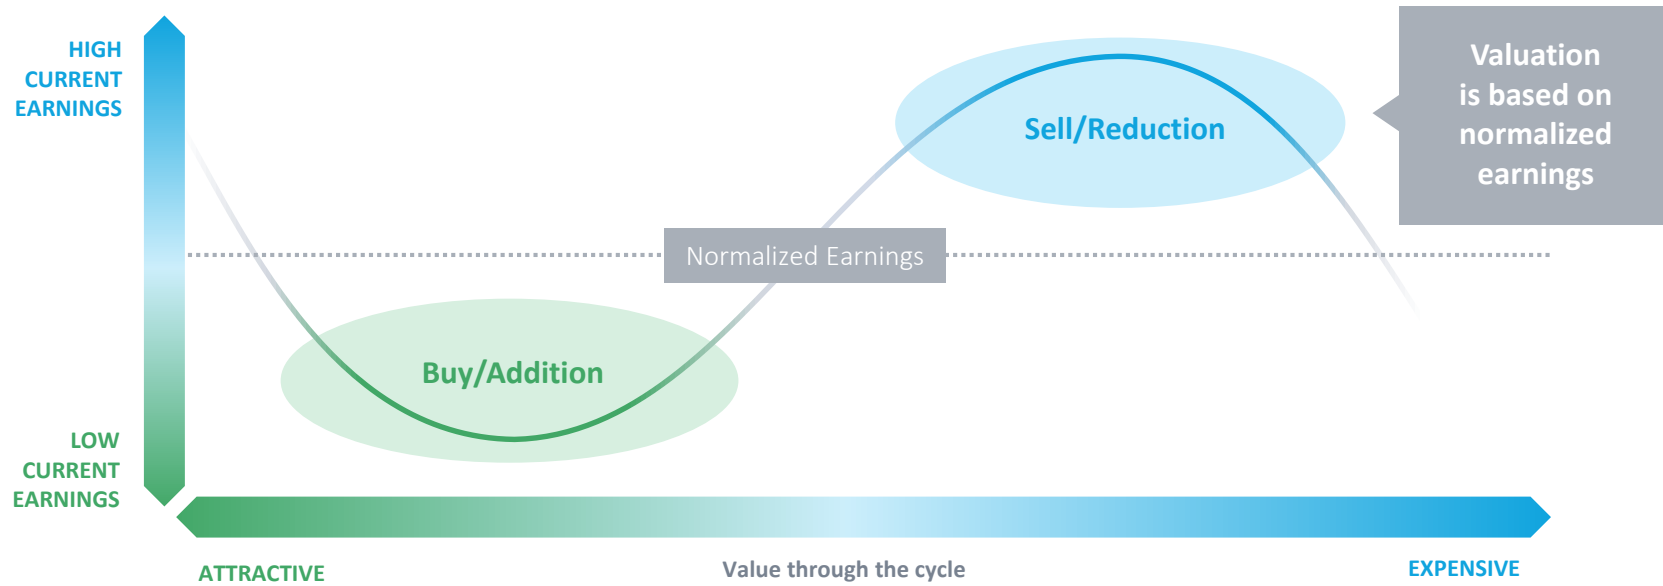 HIGH
CURRENT
EARNINGS
Valuation
is based on
normalized
earnings
Sell/Reduction
Normalized Earnings
Buy/Addition
LOW
CURRENT
EARNINGS
ATTRACTIVE
Value through the cycle
EXPENSIVE